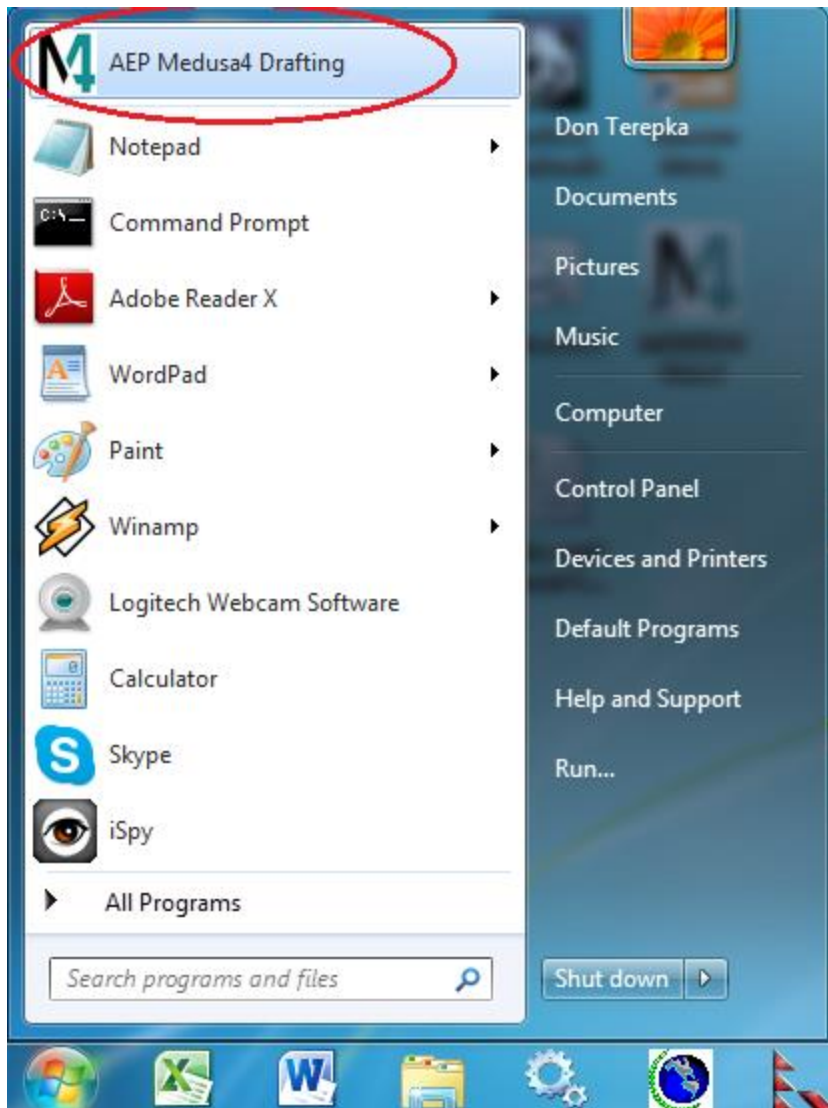 AEP Medusa4 Drafting
Notepad
Command Prompt
Adobe Reader X
WordPad
Paint
Winamp
Logitech Webcam Software
Calculator
Skype
iSpy
All Programs
Search programs and files
Don Terepka
Documents
Pictures
Music
Computer
Control Panel
Devices and Printers
Default Programs
Help and Support
Run...
Shut down